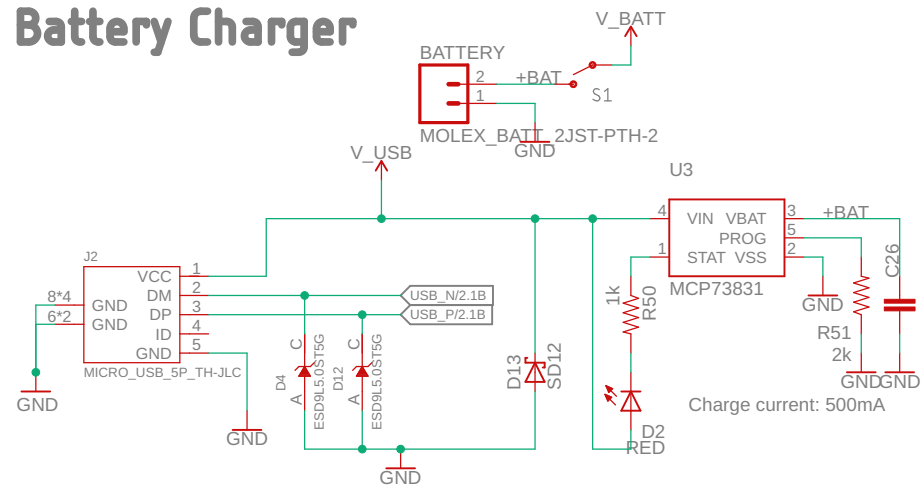 Battery Charger
V_BATT
BATTERY
2
+BAT
1
S1
MOLEX_BATT_2JST-PTH-2
GND
V_USB
U3
4
VIN VBAT
3
+BAT
PROG
5
1
STAT VSS
2
MCP73831
GND
C26
R51
2k
GND
GND
Charge current: 500mA
1k
R50
D2
RED
J2
VCC
1
DM
2
USB_N/2.1B
8*4
GND
DP
3
USB_P/2.1B
6*2
GND
ID
4
GND
5
MICRO_USB_5P_TH-JLC
GND
GND
C
D4
A
ESD9L5.0ST5G
C
D12
A
ESD9L5.0ST5G
D13
SD12
GND